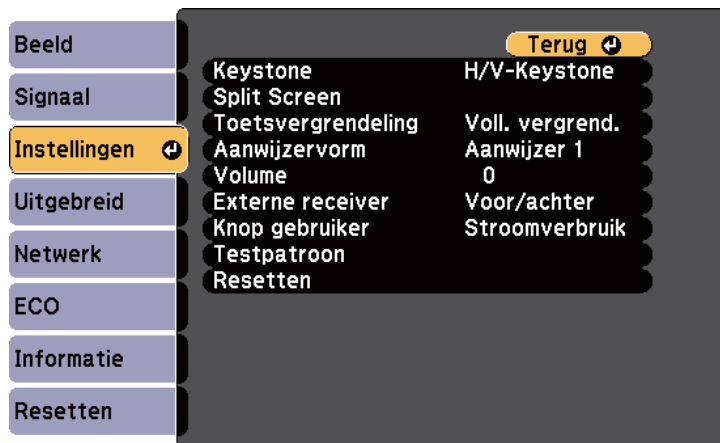 Beeld
Signaal
Instellingen
Uitgebreid
Netwerk
ECO
Informatie
Resetten
Terug
Keystone H/V-Keystone
Split Screen
Toetsvergrendeling Voll. vergrend.
Aanwijzervorm Aanwijzer 1
Volume 0
Externe receiver Voor/achter
Knop gebruiker Stroomverbruik
Testpatroon
Resetten